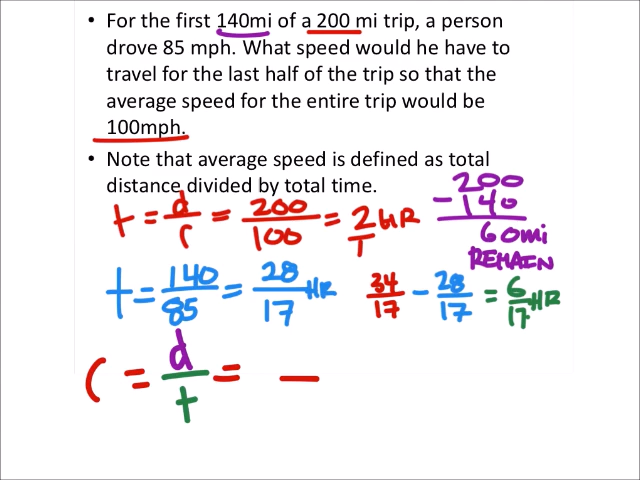 • For the first 140mi of a 200 mi trip, a person
drove 85 mph. What speed would he have to
travel for the last half of the trip so that the
average speed for the entire trip would be
100mph.
• Note that average speed is defined as total
distance divided by total time.
t = d/r = 200/100 = 2/1 HR
200
- 140
60mi
REMAIN
t = 140/85 = 28/17 HR
34/17 - 28/17 = 6/17 HR
r = d/t = —